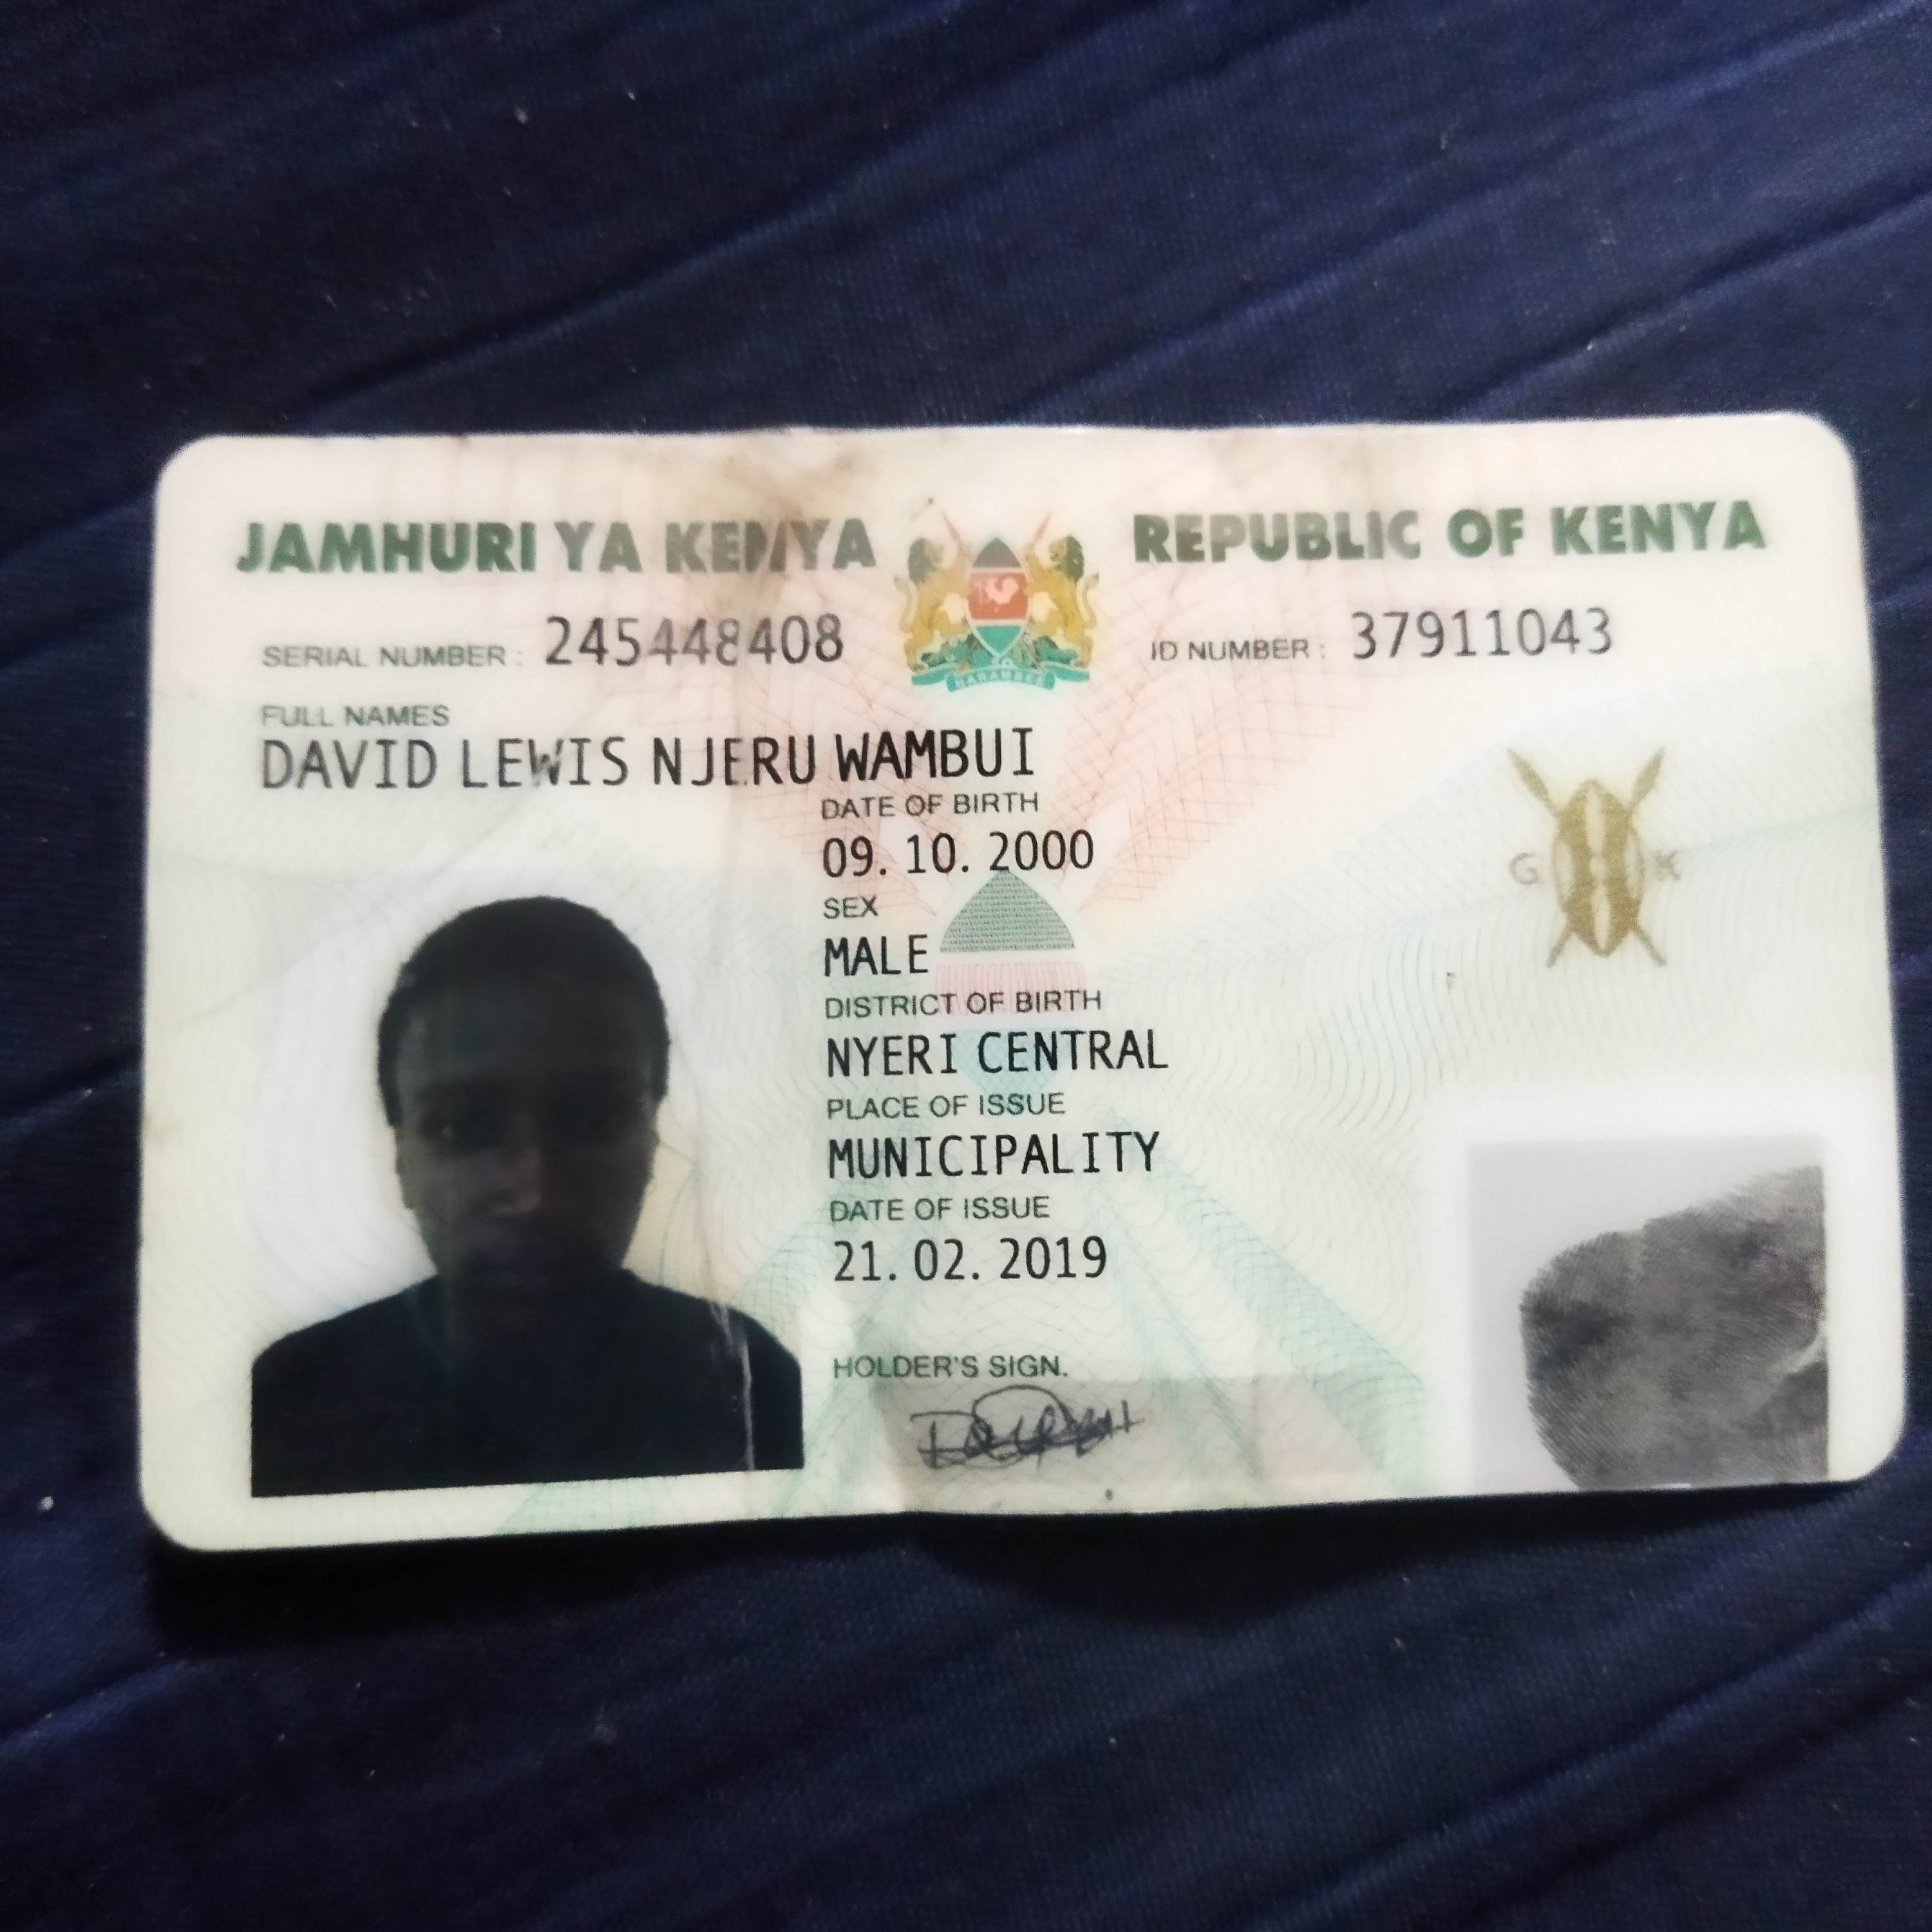 JAMHURI YA KENYA REPUBLIC OF KENYA
SERIAL NUMBER : 245448408 ID NUMBER : 37911043
FULL NAMES
DAVID LEWIS NJERU WAMBUI
DATE OF BIRTH
09. 10. 2000
SEX
MALE
G K
DISTRICT OF BIRTH
NYERI CENTRAL
PLACE OF ISSUE
MUNICIPALITY
DATE OF ISSUE
21. 02. 2019
HOLDER'S SIGN.
HARAMBEE